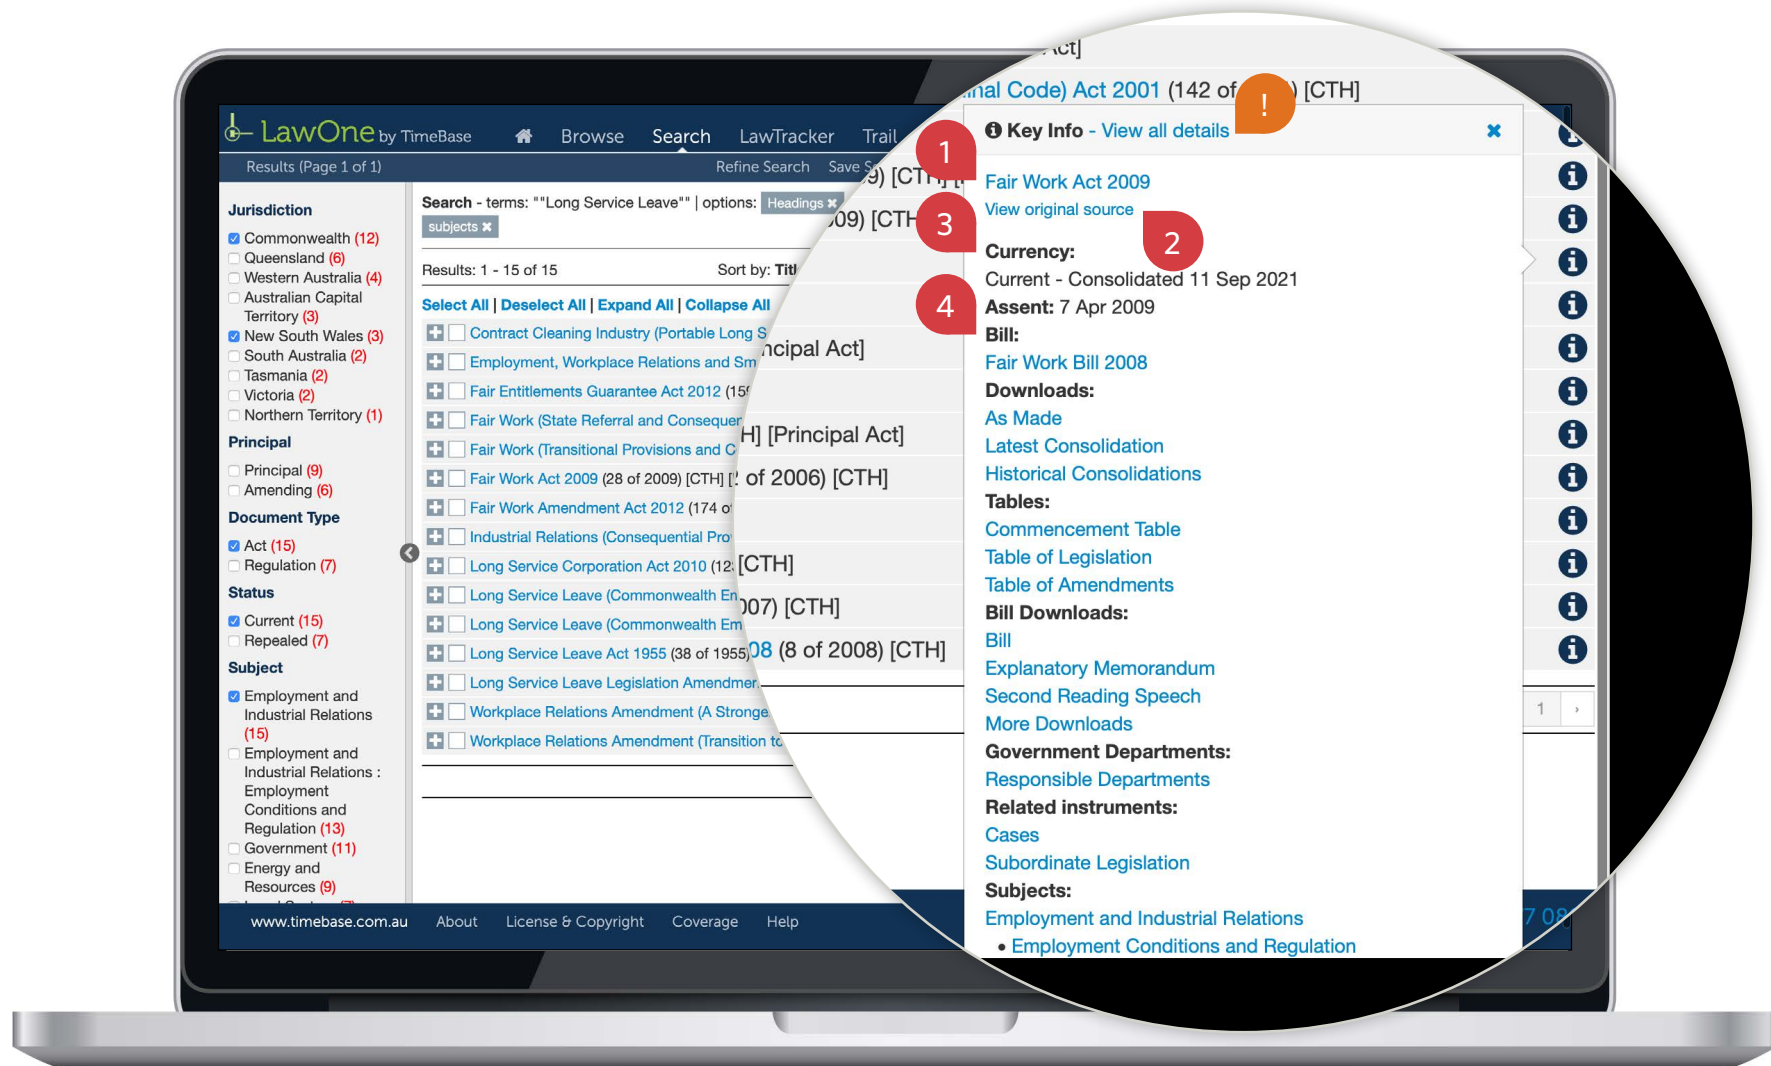 LawOne by TimeBase
Browse
Search
LawTracker
Trail
Results (Page 1 of 1)
Refine Search
Save
Jurisdiction
Commonwealth (12)
Queensland (6)
Western Australia (4)
Australian Capital
Territory (3)
New South Wales (3)
South Australia (2)
Tasmania (2)
Victoria (2)
Northern Territory (1)
Principal
Principal (9)
Amending (6)
Document Type
Act (15)
Regulation (7)
Status
Current (15)
Repealed (7)
Subject
Employment and
Industrial Relations
(15)
Employment and
Industrial Relations :
Employment
Conditions and
Regulation (13)
Government (11)
Energy and
Resources (9)
Search - terms: ""Long Service Leave"" | options: Headings ×
subjects ×
Results: 1 - 15 of 15
Sort by:
Select All | Deselect All | Expand All | Collapse All
Contract Cleaning Industry (Portable Long
Employment, Workplace Relations and
Fair Entitlements Guarantee Act 2012
Fair Work (State Referral and
Fair Work (Transitional Provisions and
Fair Work Act 2009 (28 of 2009) [CTH]
Fair Work Amendment Act 2012 (174
Industrial Relations (Consequential
Long Service Corporation Act 2010
Long Service Leave (Commonwealth
Long Service Leave (Commonwealth
Long Service Leave Act 1955 (38 of 1955)
Long Service Leave Legislation
Workplace Relations Amendment (A
Workplace Relations Amendment (Transition
Act]
Code) Act 2001 (142 of [CTH]
[Principal Act]
of 2006) [CTH]
[CTH]
[CTH]
(8 of 2008) [CTH]
!
1
2
3
4
Key Info - View all details
Fair Work Act 2009
View original source
Currency:
Current - Consolidated 11 Sep 2021
Assent: 7 Apr 2009
Bill:
Fair Work Bill 2008
Downloads:
As Made
Latest Consolidation
Historical Consolidations
Tables:
Commencement Table
Table of Legislation
Table of Amendments
Bill Downloads:
Bill
Explanatory Memorandum
Second Reading Speech
More Downloads
Government Departments:
Responsible Departments
Related instruments:
Cases
Subordinate Legislation
Subjects:
Employment and Industrial Relations
• Employment Conditions and Regulation
1 ›
www.timebase.com.au
About
License & Copyright
Coverage
Help